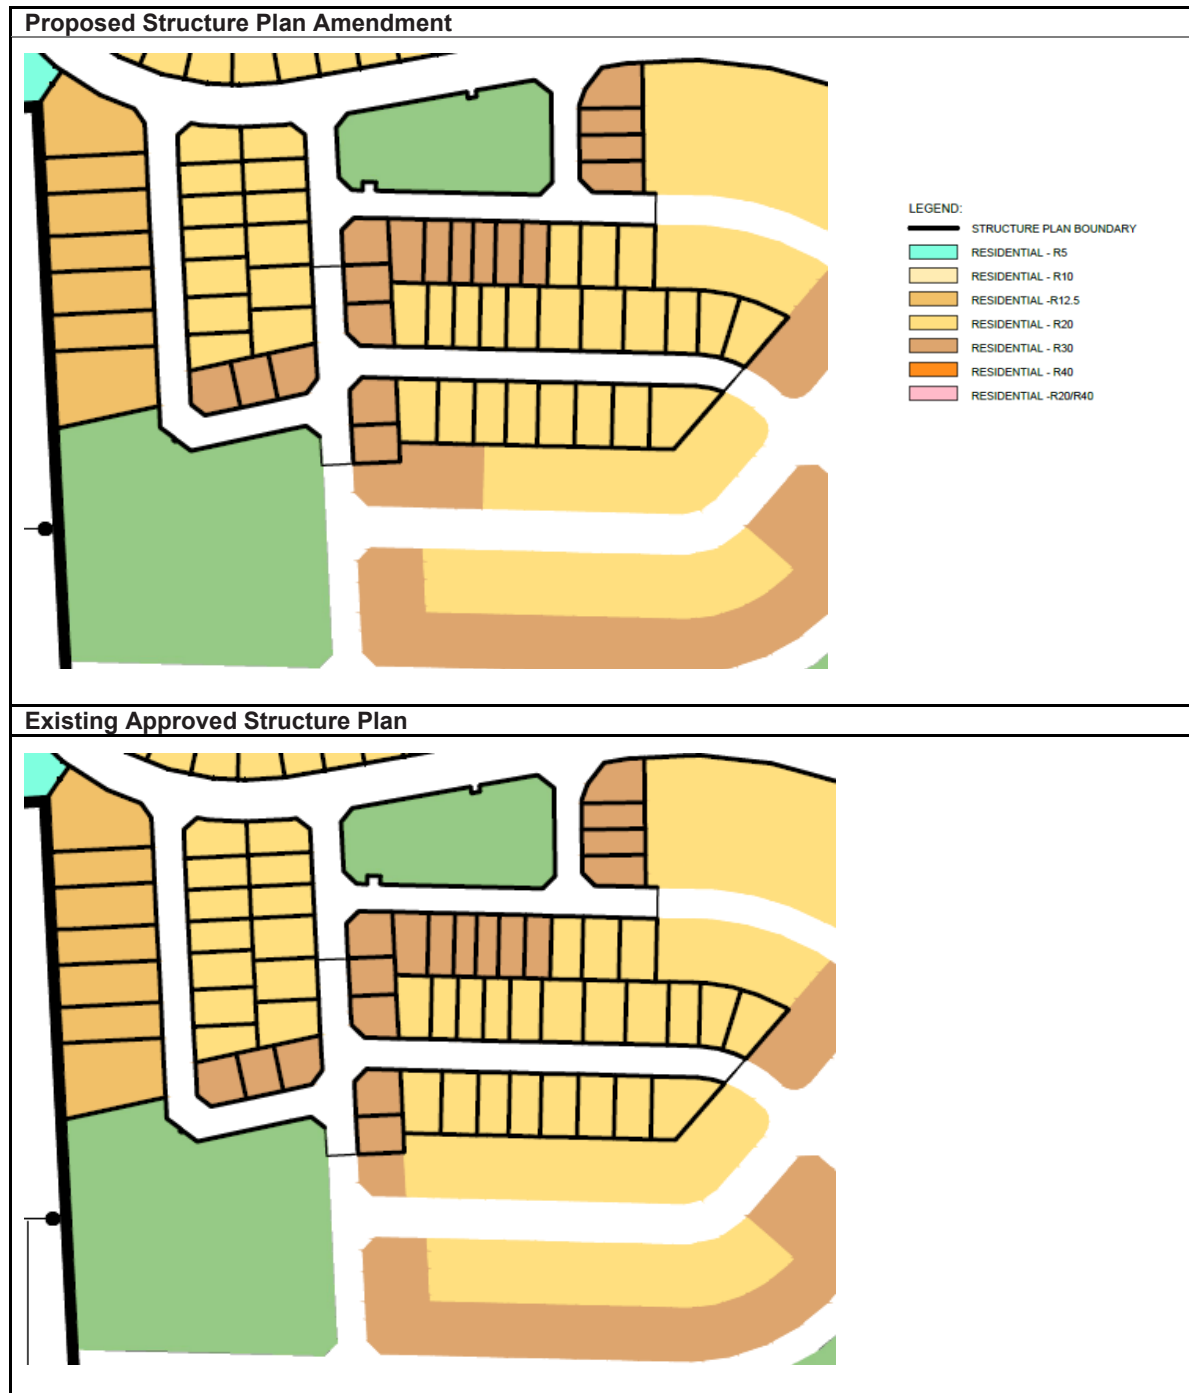 Proposed Structure Plan Amendment
LEGEND:
STRUCTURE PLAN BOUNDARY
RESIDENTIAL - R5
RESIDENTIAL - R10
RESIDENTIAL -R12.5
RESIDENTIAL - R20
RESIDENTIAL - R30
RESIDENTIAL - R40
RESIDENTIAL -R20/R40
Existing Approved Structure Plan